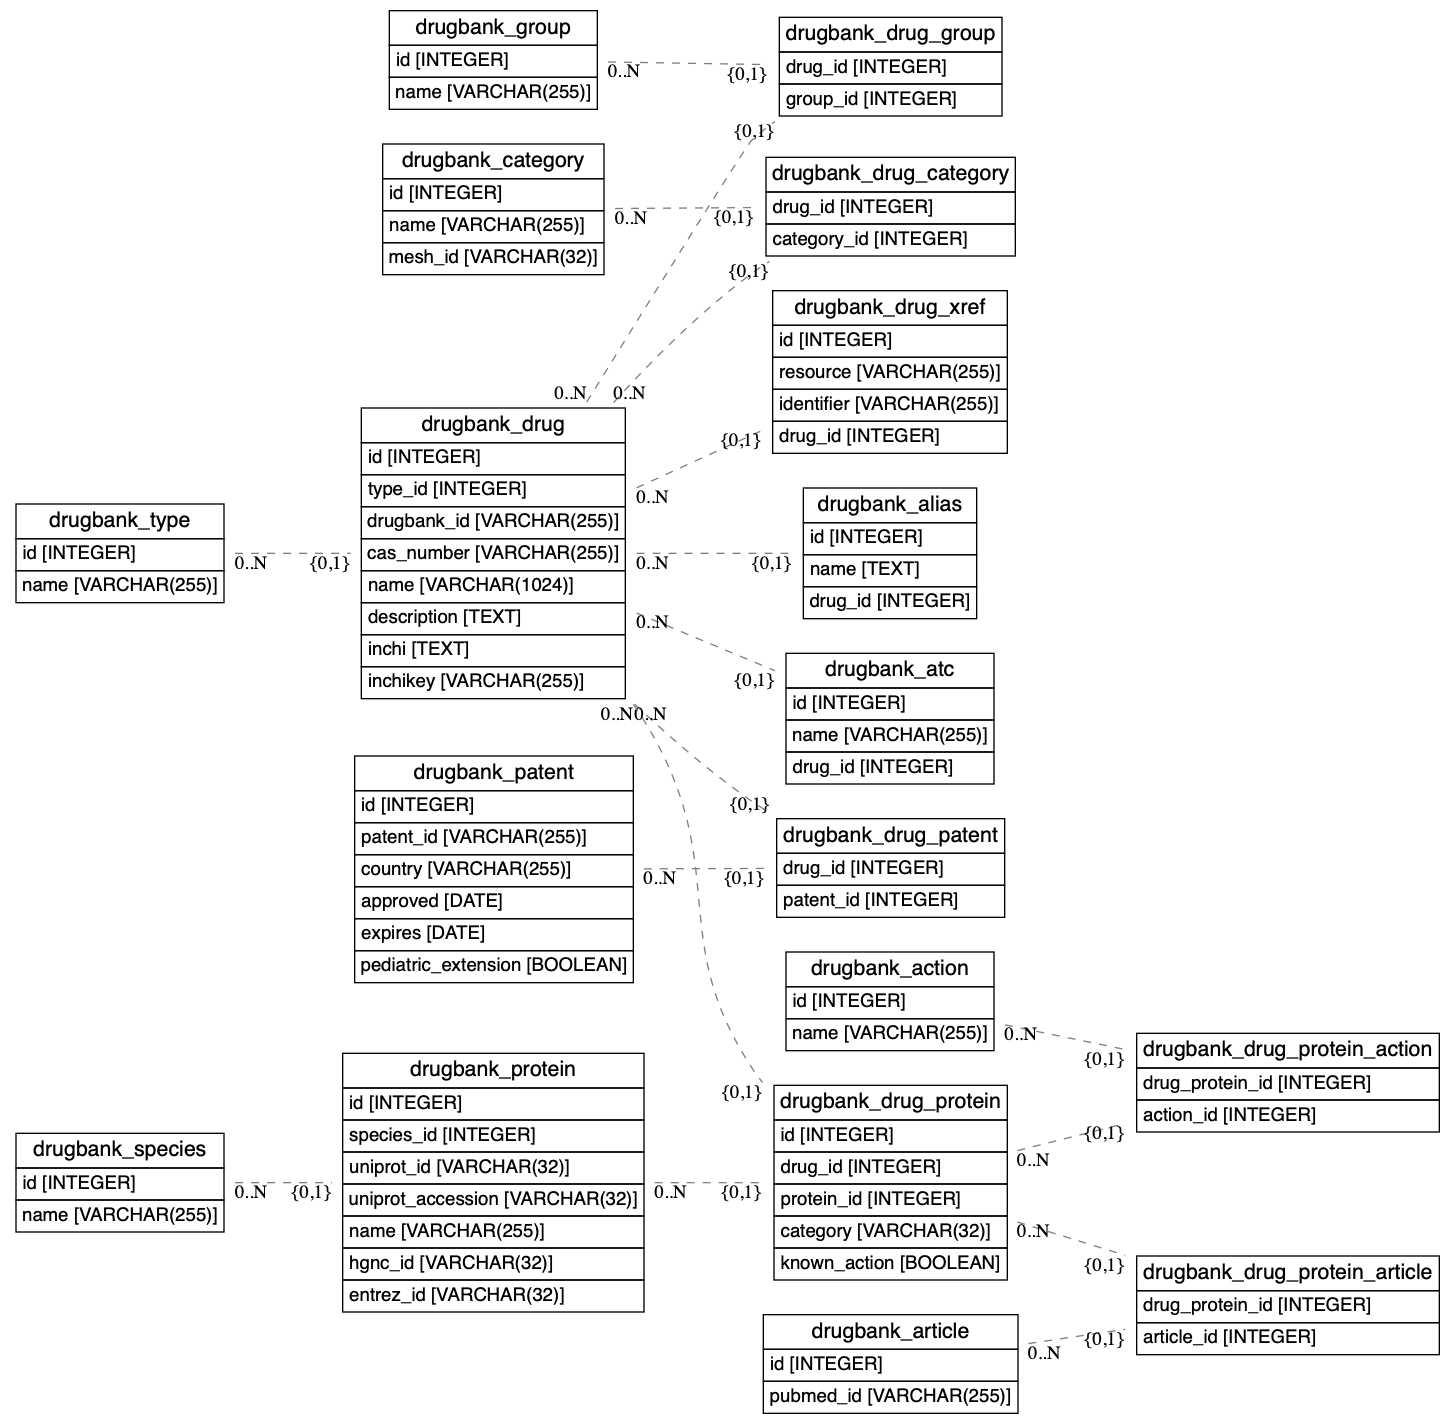 drugbank_group
id [INTEGER]
name [VARCHAR(255)]
0..N
{0,1}
drugbank_drug_group
drug_id [INTEGER]
group_id [INTEGER]
{0,1}
drugbank_category
id [INTEGER]
name [VARCHAR(255)]
mesh_id [VARCHAR(32)]
0..N
{0,1}
drugbank_drug_category
drug_id [INTEGER]
category_id [INTEGER]
{0,1}
drugbank_drug_xref
id [INTEGER]
resource [VARCHAR(255)]
identifier [VARCHAR(255)]
drug_id [INTEGER]
{0,1}
0..N
0..N
0..N
drugbank_drug
id [INTEGER]
type_id [INTEGER]
drugbank_id [VARCHAR(255)]
cas_number [VARCHAR(255)]
name [VARCHAR(1024)]
description [TEXT]
inchi [TEXT]
inchikey [VARCHAR(255)]
drugbank_type
id [INTEGER]
name [VARCHAR(255)]
0..N
{0,1}
0..N
{0,1}
drugbank_alias
id [INTEGER]
name [TEXT]
drug_id [INTEGER]
0..N
{0,1}
drugbank_atc
id [INTEGER]
name [VARCHAR(255)]
drug_id [INTEGER]
0..N
0..N
{0,1}
drugbank_patent
id [INTEGER]
patent_id [VARCHAR(255)]
country [VARCHAR(255)]
approved [DATE]
expires [DATE]
pediatric_extension [BOOLEAN]
0..N
{0,1}
drugbank_drug_patent
drug_id [INTEGER]
patent_id [INTEGER]
drugbank_action
id [INTEGER]
name [VARCHAR(255)]
0..N
{0,1}
drugbank_drug_protein_action
drug_protein_id [INTEGER]
action_id [INTEGER]
{0,1}
0..N
drugbank_species
id [INTEGER]
name [VARCHAR(255)]
0..N
{0,1}
drugbank_protein
id [INTEGER]
species_id [INTEGER]
uniprot_id [VARCHAR(32)]
uniprot_accession [VARCHAR(32)]
name [VARCHAR(255)]
hgnc_id [VARCHAR(32)]
entrez_id [VARCHAR(32)]
0..N
{0,1}
{0,1}
drugbank_drug_protein
id [INTEGER]
drug_id [INTEGER]
protein_id [INTEGER]
category [VARCHAR(32)]
known_action [BOOLEAN]
0..N
{0,1}
drugbank_drug_protein_article
drug_protein_id [INTEGER]
article_id [INTEGER]
drugbank_article
id [INTEGER]
pubmed_id [VARCHAR(255)]
0..N
{0,1}